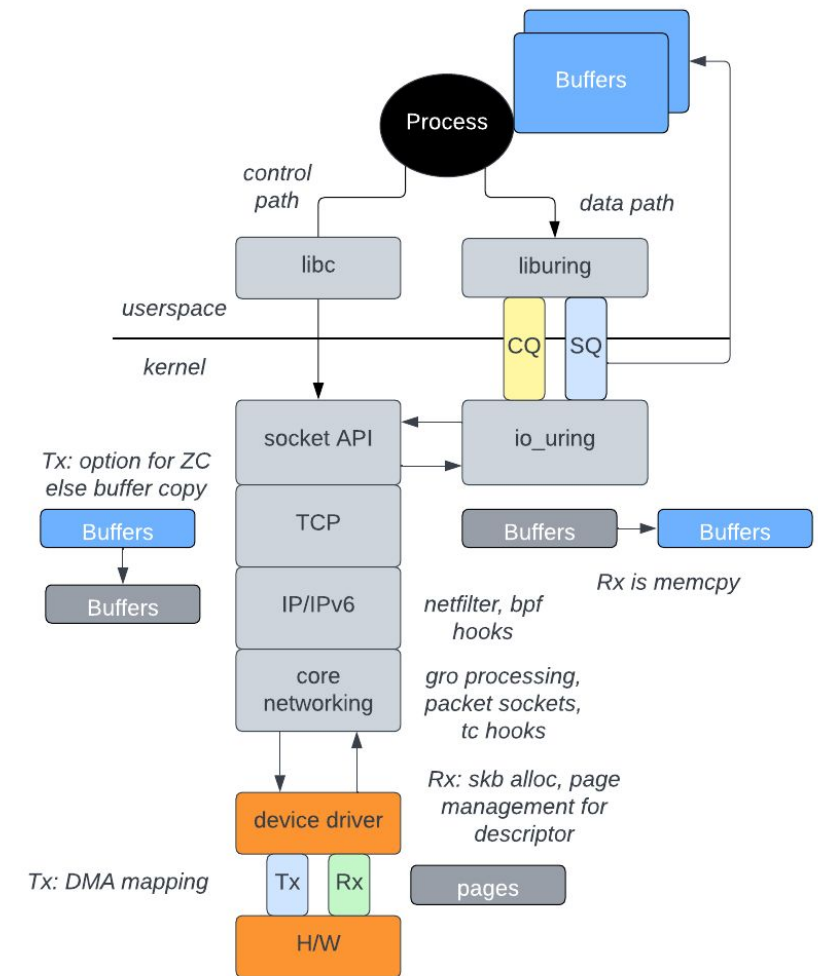 Buffers
Process
control
path
data path
libc
liburing
userspace
CQ
SQ
kernel
socket API
io_uring
Tx: option for ZC
else buffer copy
TCP
Buffers
Buffers
Buffers
Rx is memcpy
IP/IPv6
netfilter, bpf
hooks
Buffers
core
networking
gro processing,
packet sockets,
tc hooks
Rx: skb alloc, page
management for
descriptor
device driver
Tx: DMA mapping
Tx
Rx
pages
H/W